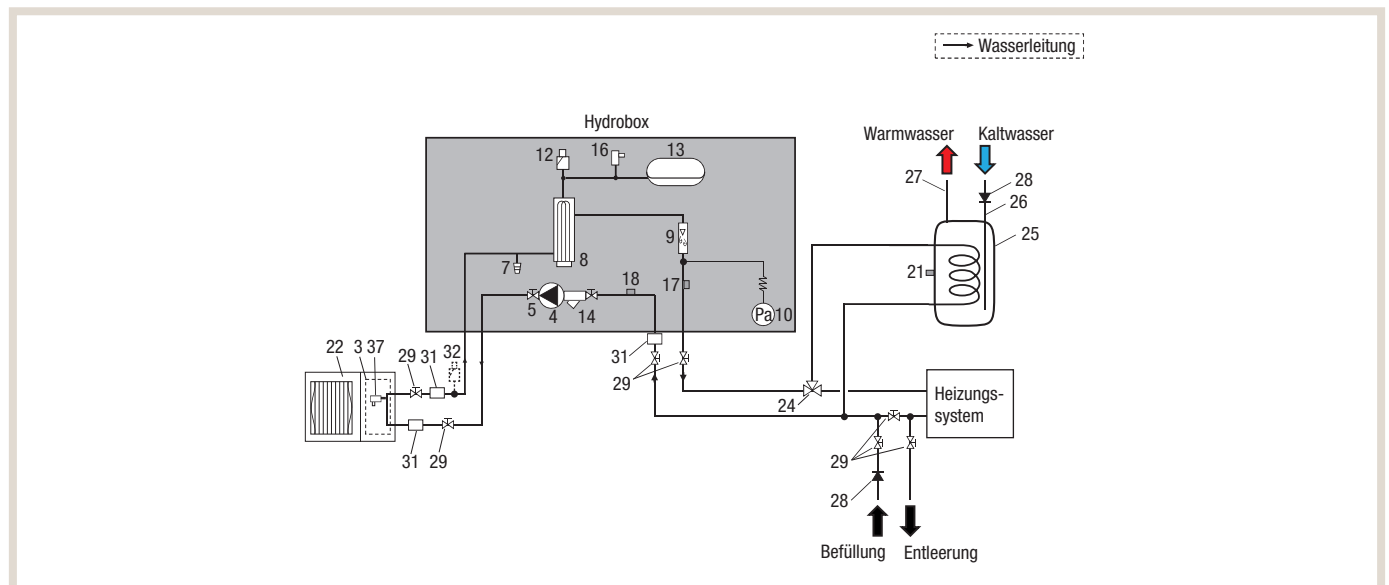 Wasserleitung
Hydrobox
Warmwasser Kaltwasser
12 16 13
27 28
26
25
9
7 8
21
18 17
5 4 14 Pa 10
31
22 3 37 29 31 32
29
24
Heizungs-
system
31 29
29
28
Befüllung Entleerung